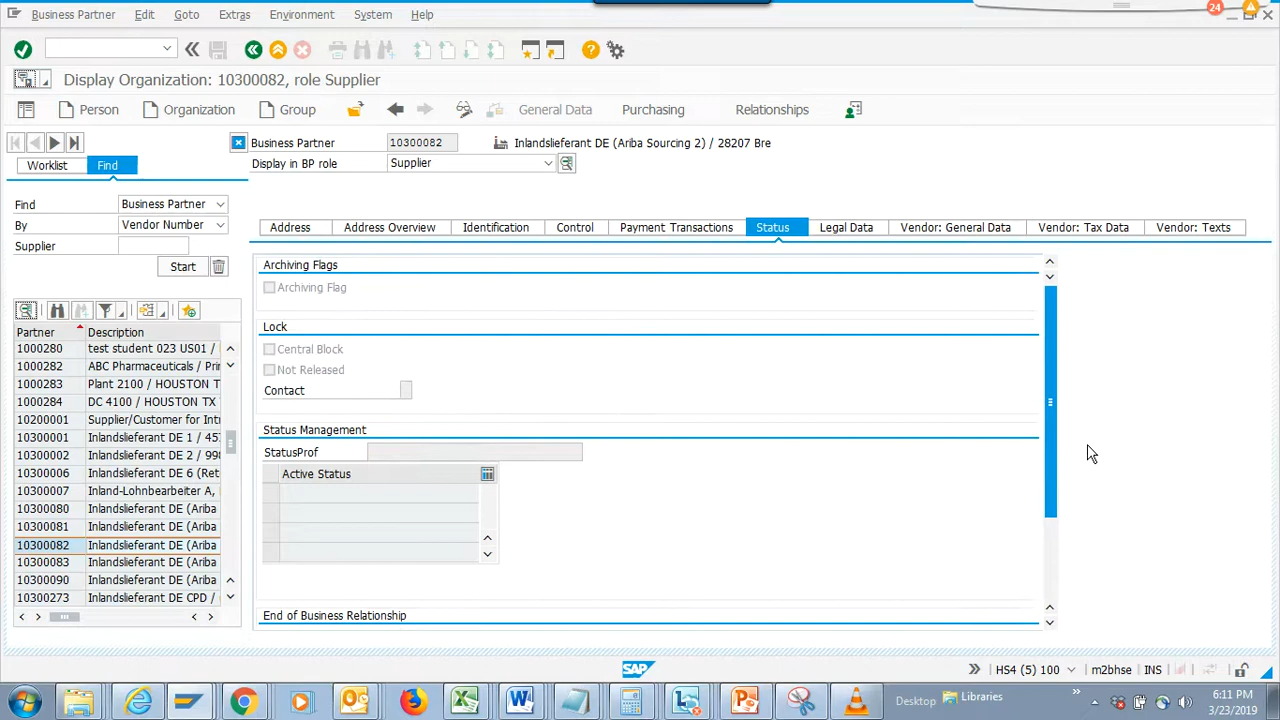 24
Business Partner Edit Goto Extras Environment System Help
Display Organization: 10300082, role Supplier
Person Organization Group General Data Purchasing Relationships
Business Partner 10300082 Inlandslieferant DE (Ariba Sourcing 2) / 28207 Bre
Worklist Find
Display in BP role Supplier
Find Business Partner
By Vendor Number
Supplier
Start
Address Address Overview Identification Control Payment Transactions Status Legal Data Vendor: General Data Vendor: Tax Data Vendor: Texts
Partner Description
1000280 test student 023 US01 /
1000282 ABC Pharmaceuticals / Pri
1000283 Plant 2100 / HOUSTON T
1000284 DC 4100 / HOUSTON TX
10200001 Supplier/Customer for Int
10300001 Inlandslieferant DE 1 / 45
10300002 Inlandslieferant DE 2 / 99
10300006 Inlandslieferant DE 6 (Ret
10300007 Inland-Lohnbearbeiter A,
10300080 Inlandslieferant DE (Ariba
10300081 Inlandslieferant DE (Ariba
10300082 Inlandslieferant DE (Ariba
10300083 Inlandslieferant DE (Ariba
10300090 Inlandslieferant DE (Ariba
10300273 Inlandslieferant DE CPD /
Archiving Flags
Archiving Flag
Lock
Central Block
Not Released
Contact
Status Management
StatusProf
Active Status
End of Business Relationship
SAP
HS4 (5) 100 m2bhse INS
Desktop Libraries
6:11 PM
3/23/2019